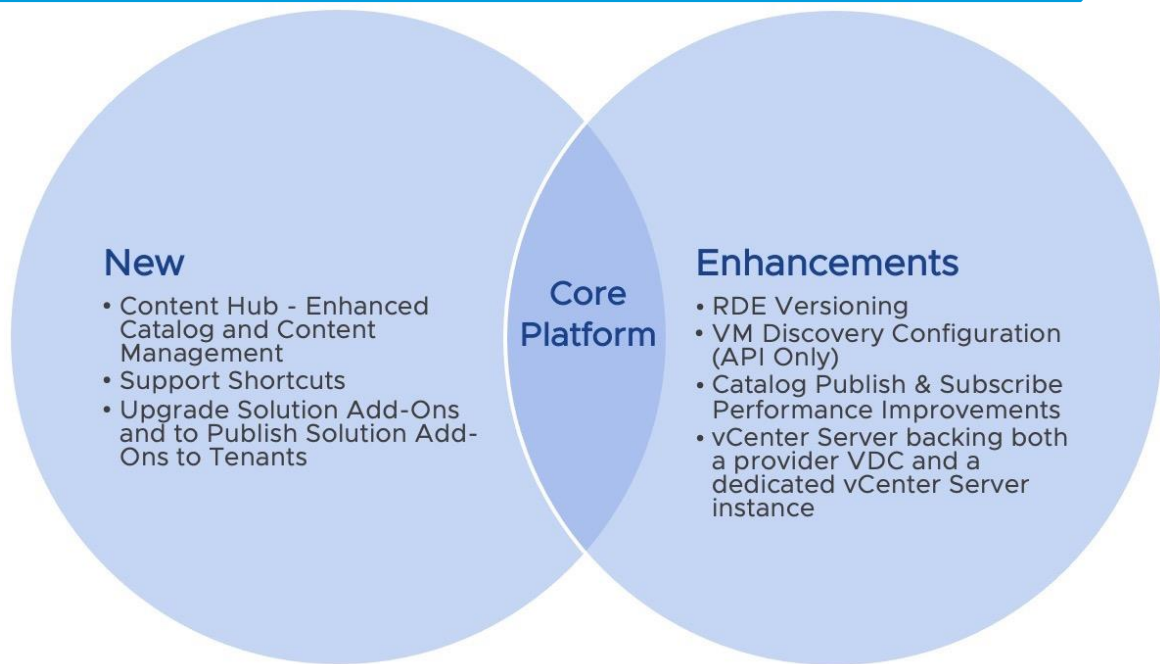 New
• Content Hub - Enhanced
Catalog and Content
Management
• Support Shortcuts
• Upgrade Solution Add-Ons
and to Publish Solution Add-
Ons to Tenants
Core
Platform
Enhancements
• RDE Versioning
• VM Discovery Configuration
(API Only)
• Catalog Publish & Subscribe
Performance Improvements
• vCenter Server backing both
a provider VDC and a
dedicated vCenter Server
instance